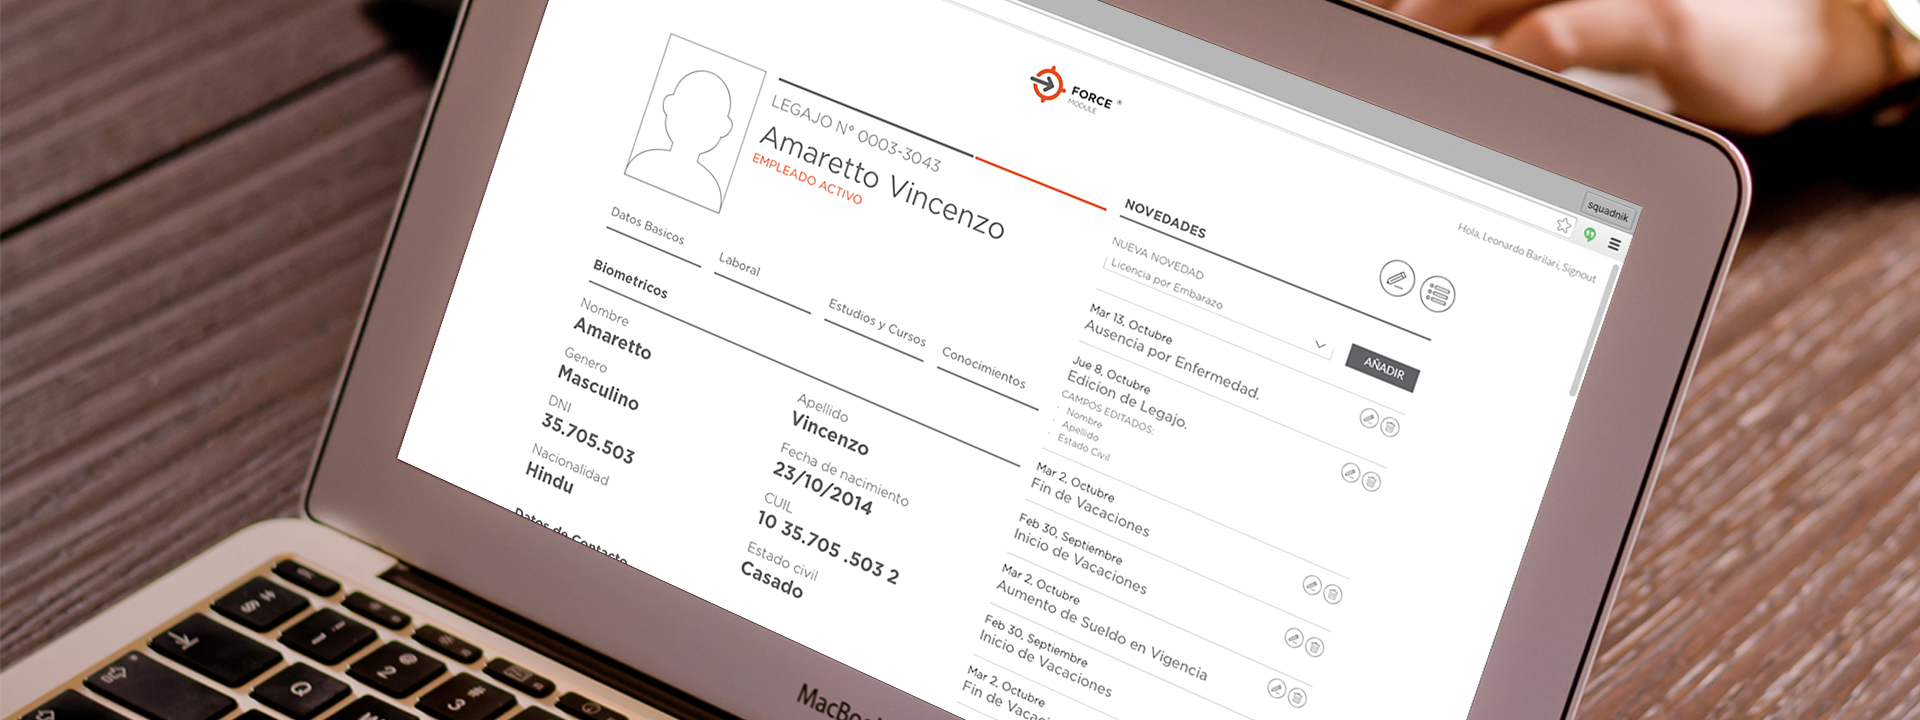 FORCE ®
MODULE
squadnik
Hola, Leonardo Barilari, Signout
LEGAJO N° 0003-3043
Amaretto Vincenzo
EMPLEADO ACTIVO
Datos Basicos
Laboral
Estudios y Cursos
Conocimientos
Biometricos
Nombre
Amaretto
Genero
Masculino
DNI
35.705.503
Nacionalidad
Hindu
Datos de Contacto
Apellido
Vincenzo
Fecha de nacimiento
23/10/2014
CUIL
10 35.705 .503 2
Estado civil
Casado
NOVEDADES
NUEVA NOVEDAD
Licencia por Embarazo
AÑADIR
Mar 13, Octubre
Ausencia por Enfermedad.
Jue 8, Octubre
Edicion de Legajo.
CAMPOS EDITADOS:
Nombre
Apellido
Estado Civil
Mar 2, Octubre
Fin de Vacaciones
Feb 30, Septiembre
Inicio de Vacaciones
Mar 2, Octubre
Aumento de Sueldo en Vigencia
Feb 30, Septiembre
Inicio de Vacaciones
Mar 2, Octubre
Fin de
MacBo
Q
2
3 #